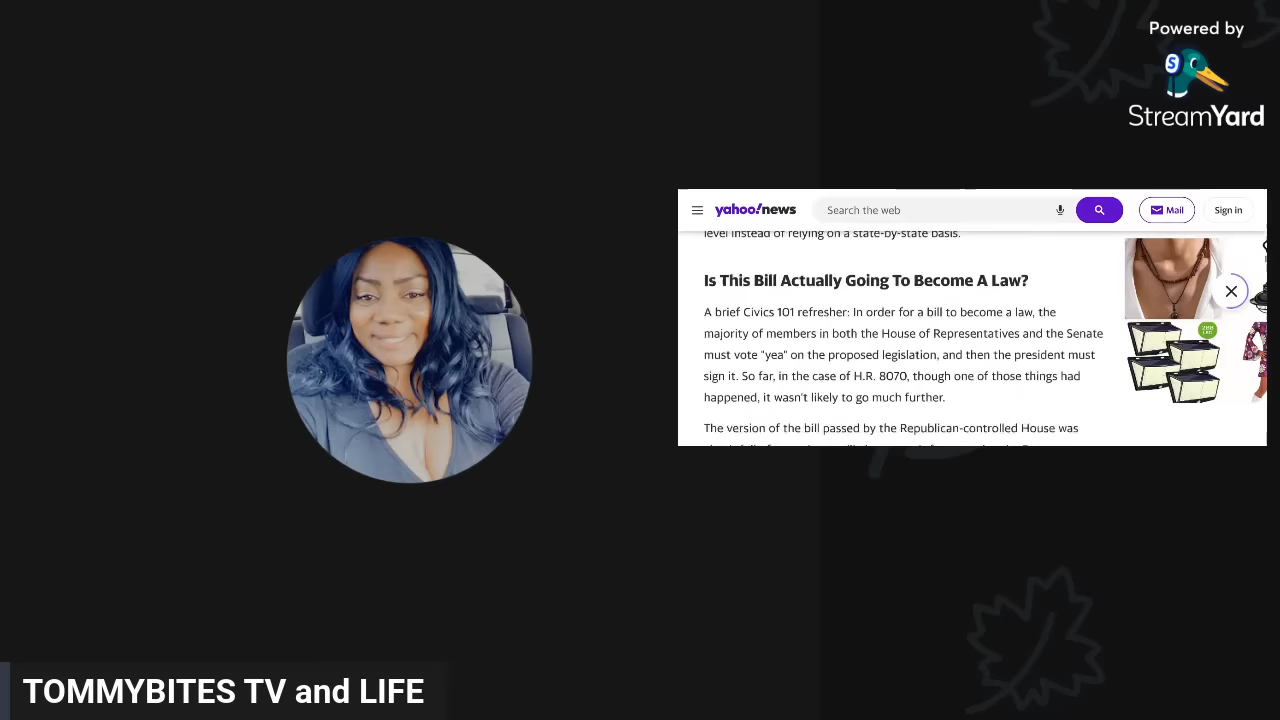 Powered by
S
StreamYard
yahoo!news
Search the web
Mail
Sign in
level instead of relying on a state-by-state basis.
Is This Bill Actually Going To Become A Law?
A brief Civics 101 refresher: In order for a bill to become a law, the
majority of members in both the House of Representatives and the Senate
must vote "yea" on the proposed legislation, and then the president must
sign it. So far, in the case of H.R. 8070, though one of those things had
happened, it wasn't likely to go much further.
The version of the bill passed by the Republican-controlled House was
TOMMYBITES TV and LIFE